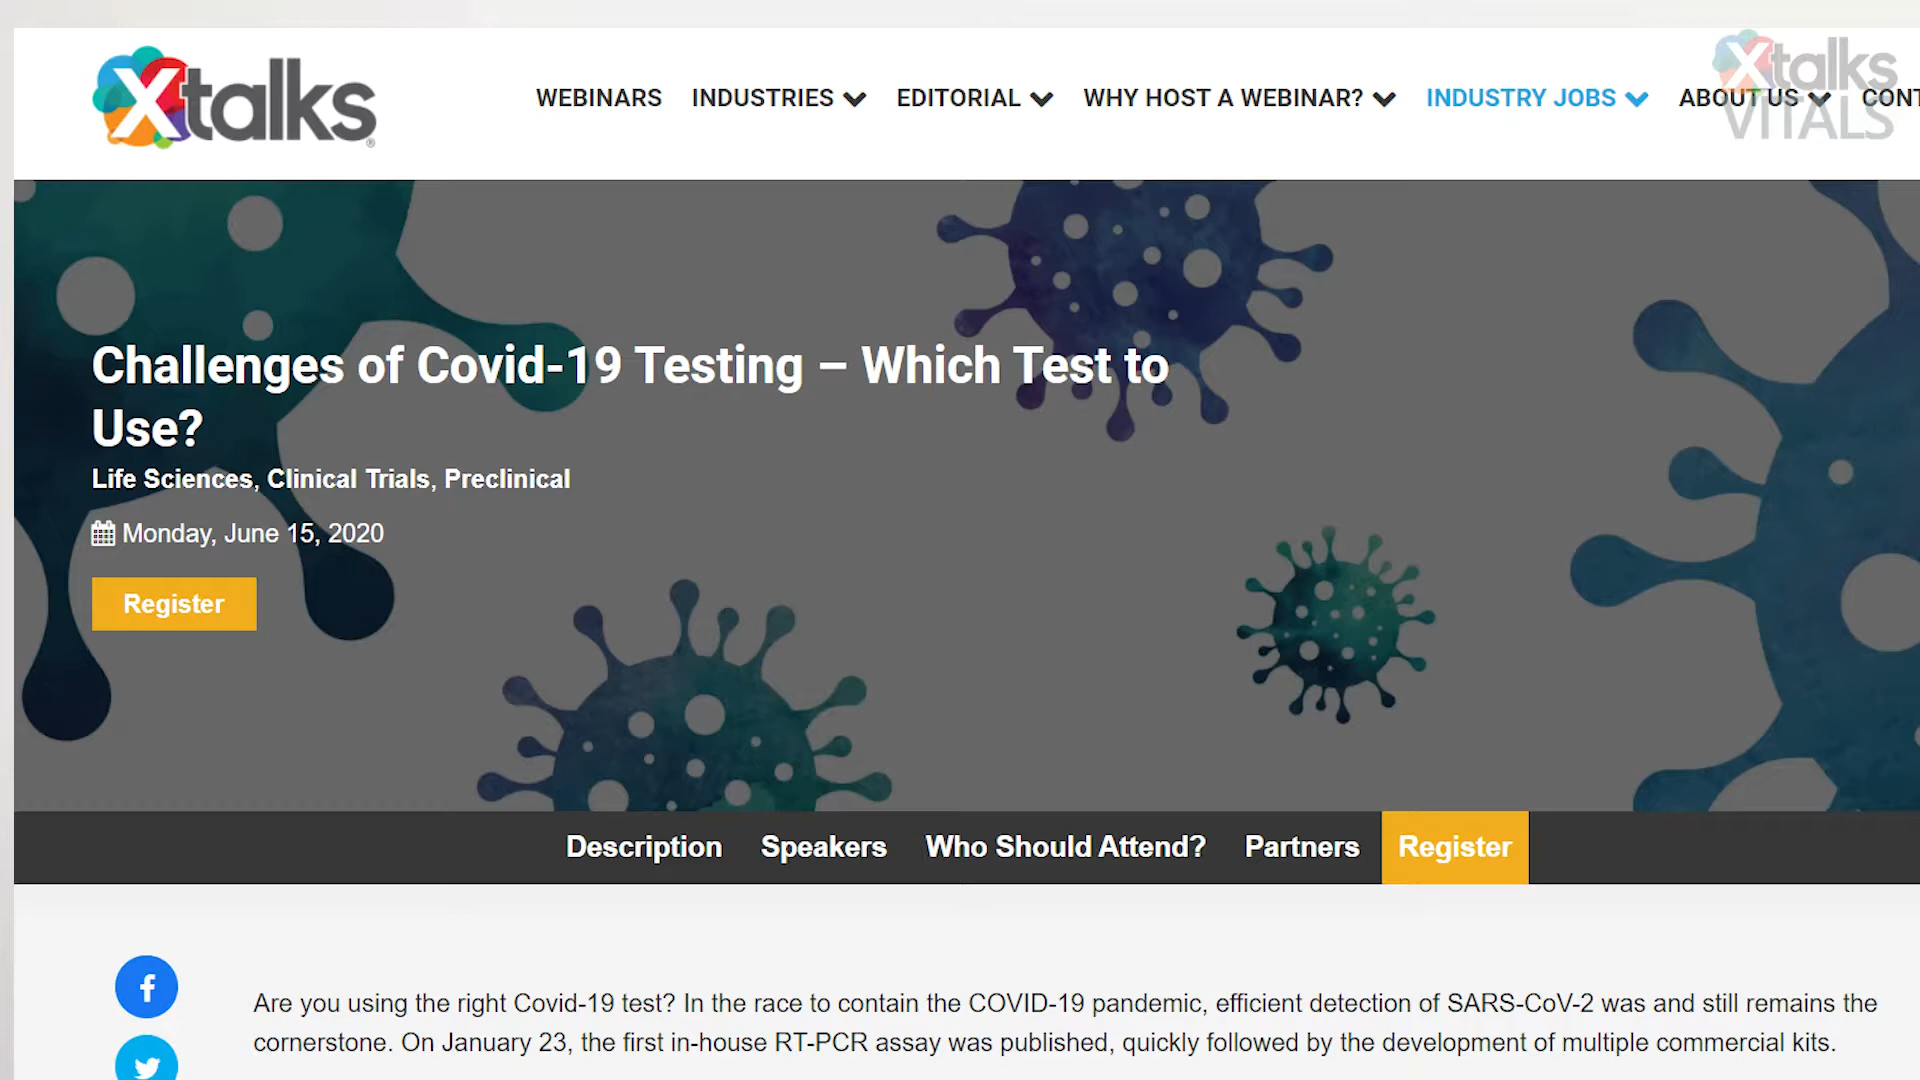 Xtalks®
WEBINARS INDUSTRIES EDITORIAL WHY HOST A WEBINAR? INDUSTRY JOBS ABOUT US CONT
Xtalks
VITALS
Challenges of Covid-19 Testing – Which Test to
Use?
Life Sciences, Clinical Trials, Preclinical
Monday, June 15, 2020
Register
Description Speakers Who Should Attend? Partners Register
Are you using the right Covid-19 test? In the race to contain the COVID-19 pandemic, efficient detection of SARS-CoV-2 was and still remains the
cornerstone. On January 23, the first in-house RT-PCR assay was published, quickly followed by the development of multiple commercial kits.